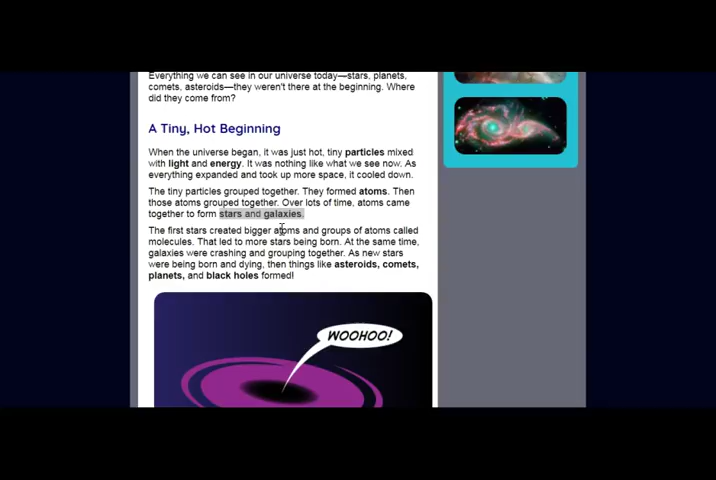 Everything we can see in our universe today—stars, planets,
comets, asteroids—they weren't there at the beginning. Where
did they come from?
A Tiny, Hot Beginning
When the universe began, it was just hot, tiny particles mixed
with light and energy. It was nothing like what we see now. As
everything expanded and took up more space, it cooled down.
The tiny particles grouped together. They formed atoms. Then
those atoms grouped together. Over lots of time, atoms came
together to form stars and galaxies.
The first stars created bigger atoms and groups of atoms called
molecules. That led to more stars being born. At the same time,
galaxies were crashing and grouping together. As new stars
were being born and dying, then things like asteroids, comets,
planets, and black holes formed!
WOOHOO!